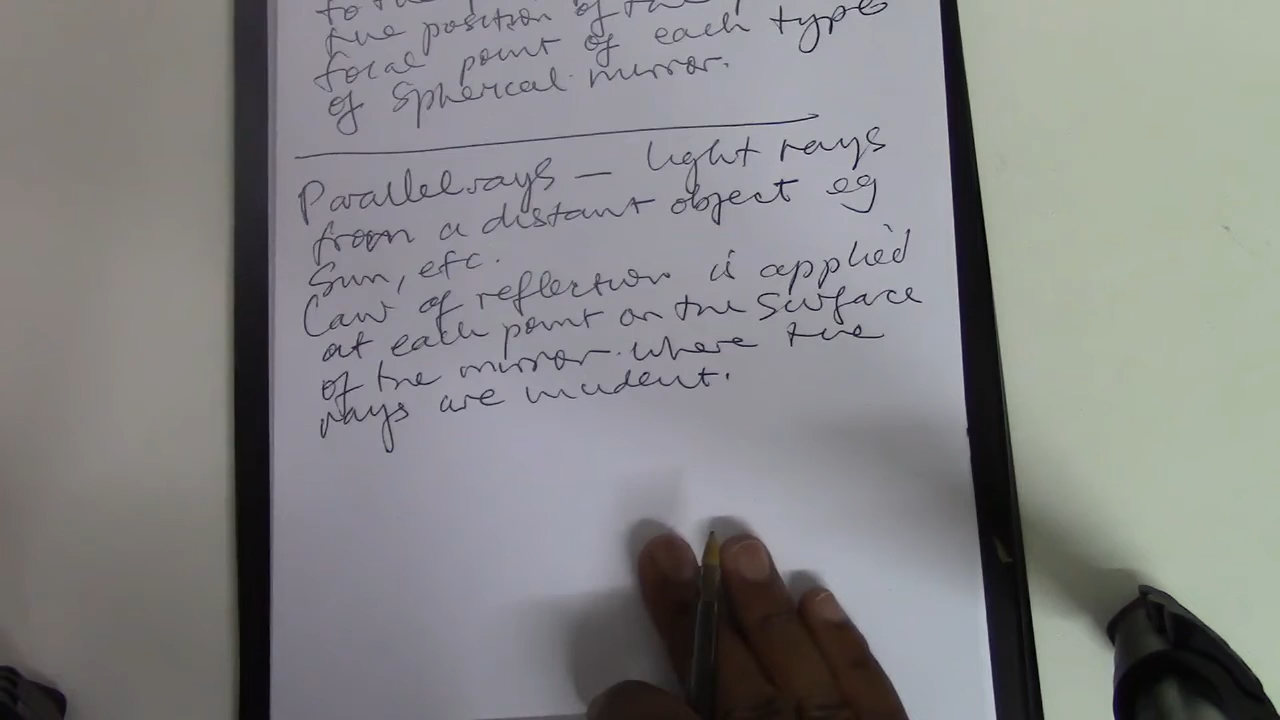 to the
the position of the
focal point of each type
of Spherical mirror.
Parallel rays – light rays
from a distant object eg
Sun, etc.
Law of reflection is applied
at each point on the surface
of the mirror where the
rays are incident.